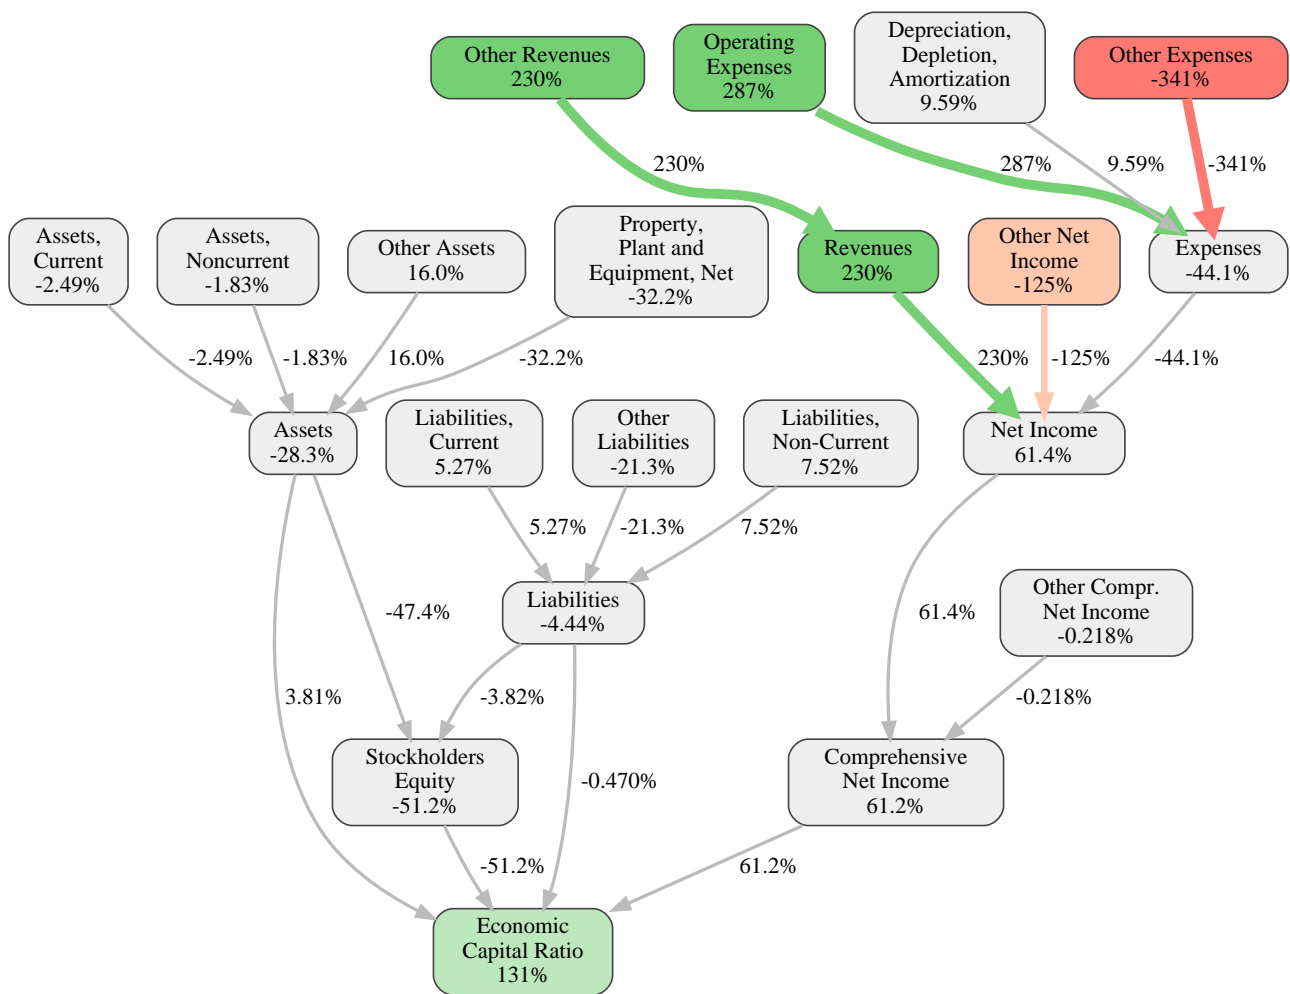 Other Revenues
230%
Operating
Expenses
287%
Depreciation,
Depletion,
Amortization
9.59%
Other Expenses
-341%
230%
287%
9.59%
-341%
Assets,
Current
-2.49%
Assets,
Noncurrent
-1.83%
Other Assets
16.0%
Property,
Plant and
Equipment, Net
-32.2%
Revenues
230%
Other Net
Income
-125%
Expenses
-44.1%
-2.49%
-1.83%
16.0%
-32.2%
230%
-125%
-44.1%
Assets
-28.3%
Liabilities,
Current
5.27%
Other
Liabilities
-21.3%
Liabilities,
Non-Current
7.52%
Net Income
61.4%
5.27%
-21.3%
7.52%
Liabilities
-4.44%
-47.4%
61.4%
Other Compr.
Net Income
-0.218%
3.81%
-3.82%
-0.218%
Stockholders
Equity
-51.2%
-0.470%
Comprehensive
Net Income
61.2%
-51.2%
61.2%
Economic
Capital Ratio
131%